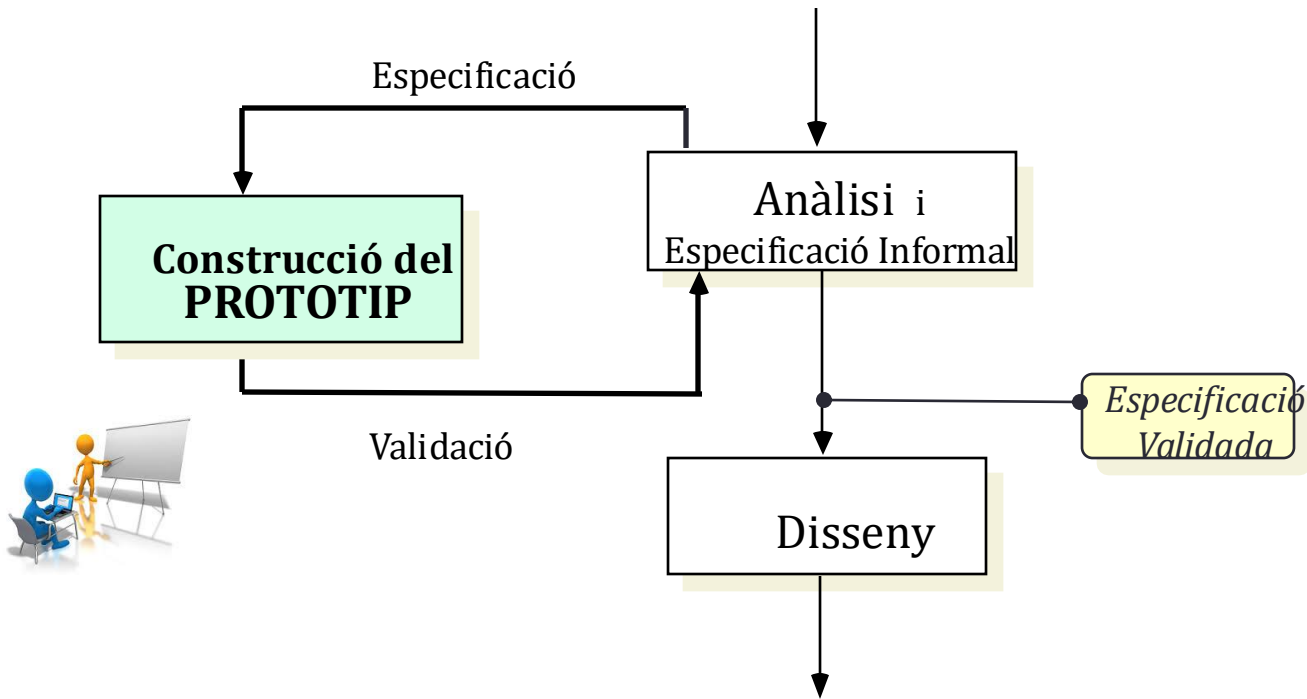 Especificació
Anàlisi i
Especificació Informal
Construcció del
PROTOTIP
Validació
Especificació
Validada
Disseny